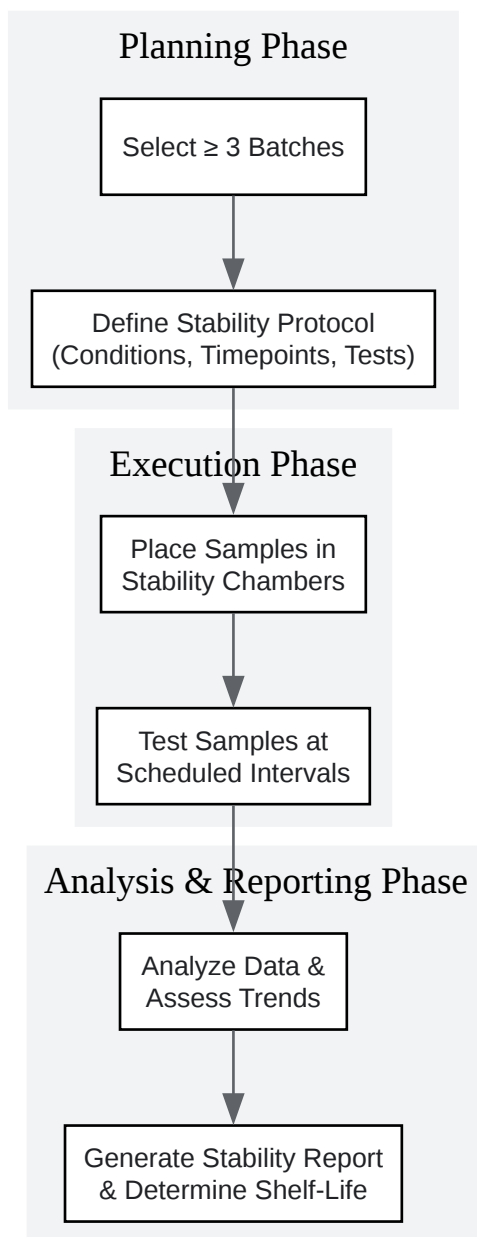 Planning Phase
Select ≥ 3 Batches
Define Stability Protocol
(Conditions, Timepoints, Tests)
Execution Phase
Place Samples in
Stability Chambers
Test Samples at
Scheduled Intervals
Analysis & Reporting Phase
Analyze Data &
Assess Trends
Generate Stability Report
& Determine Shelf-Life